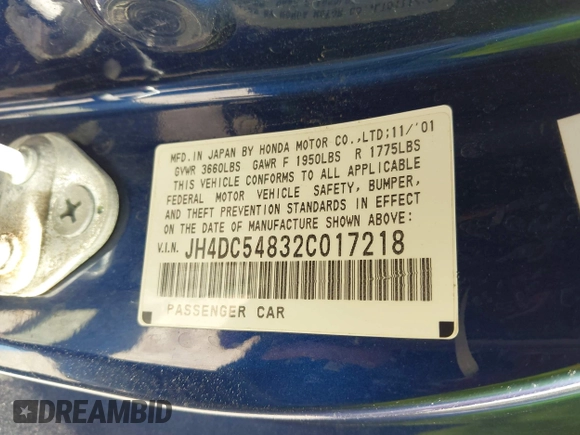 MFD.IN JAPAN BY HONDA MOTOR CO.,LTD;11/'01
GVWR 3660LBS GAWR F 1950LBS R 1775LBS
THIS VEHICLE CONFORMS TO ALL APPLICABLE
FEDERAL MOTOR VEHICLE SAFETY, BUMPER,
AND THEFT PREVENTION STANDARDS IN EFFECT
ON THE DATE OF MANUFACTURE SHOWN ABOVE:
V.I.N. JH4DC54832C017218
PASSENGER CAR
DREAMBID